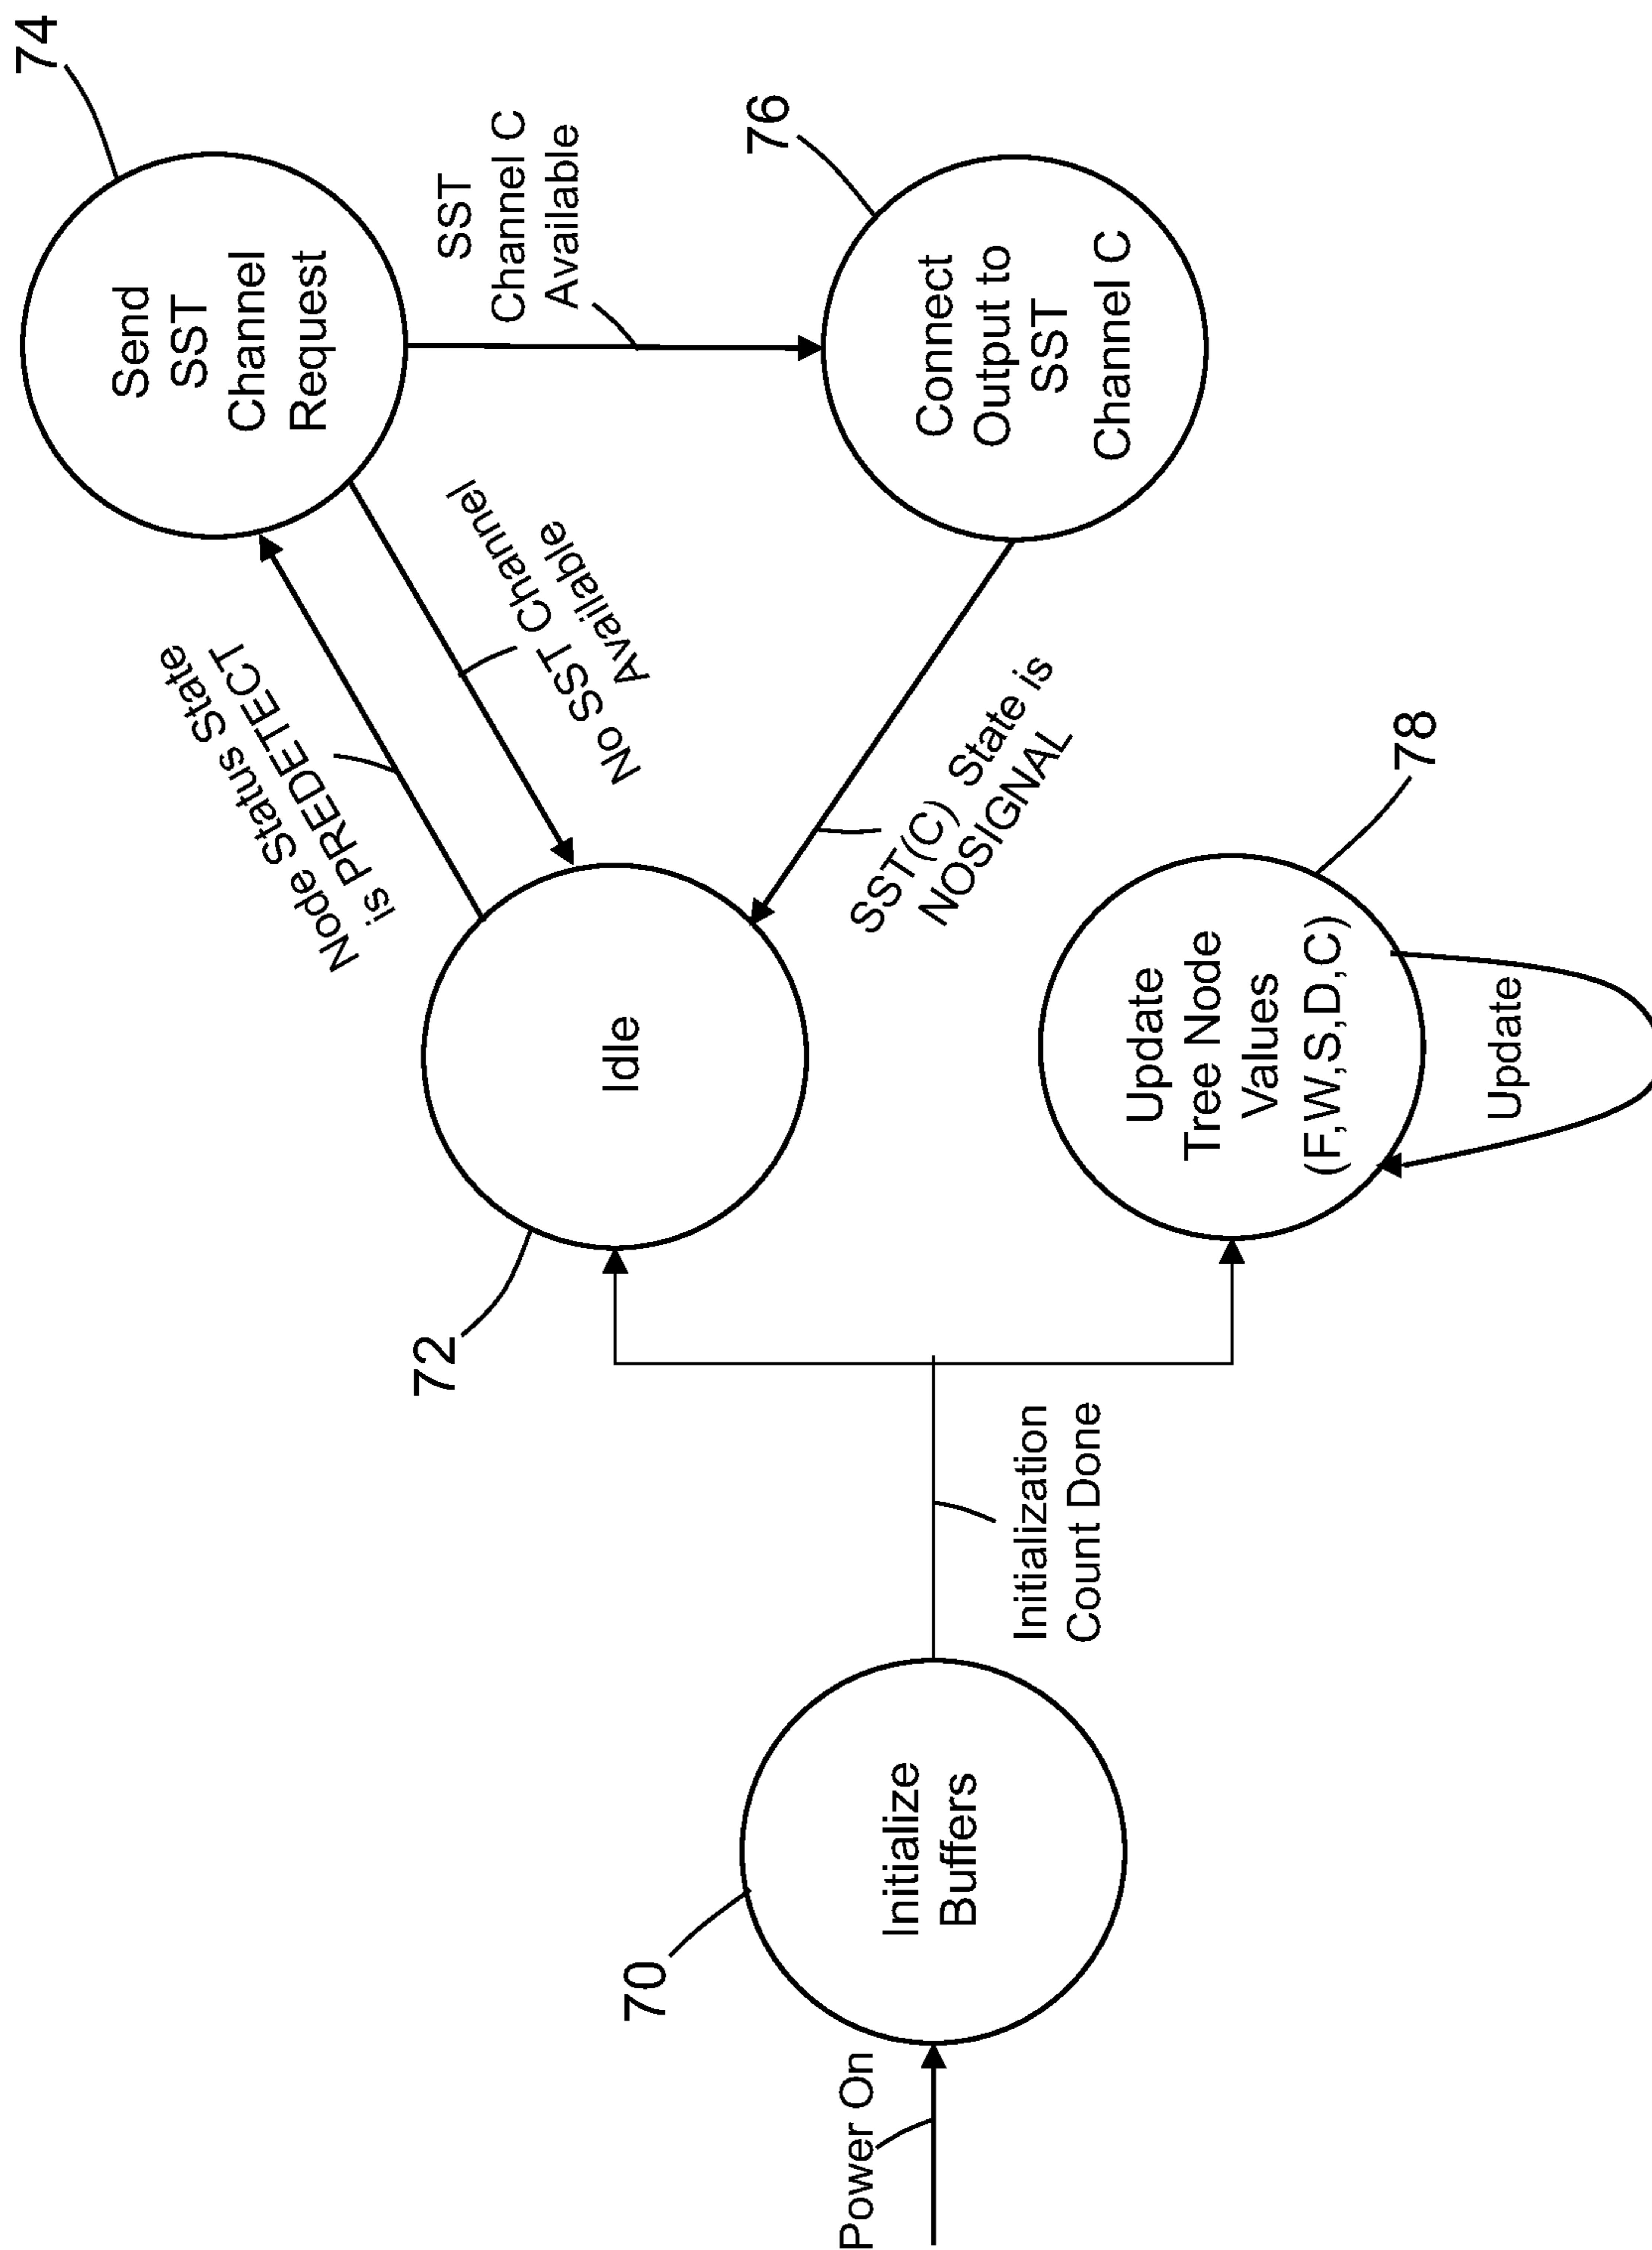 Power On
70
Initialize
Buffers
Initialization
Count Done
72
Idle
Node Status State
is PREDETECT
No SST Channel
Available
74
Send
SST
Channel
Request
SST
Channel C
Available
76
Connect
Output to
SST
Channel C
SST(C) State is
NOSIGNAL
78
Update
Tree Node
Values
(F,W,S,D,C)
Update